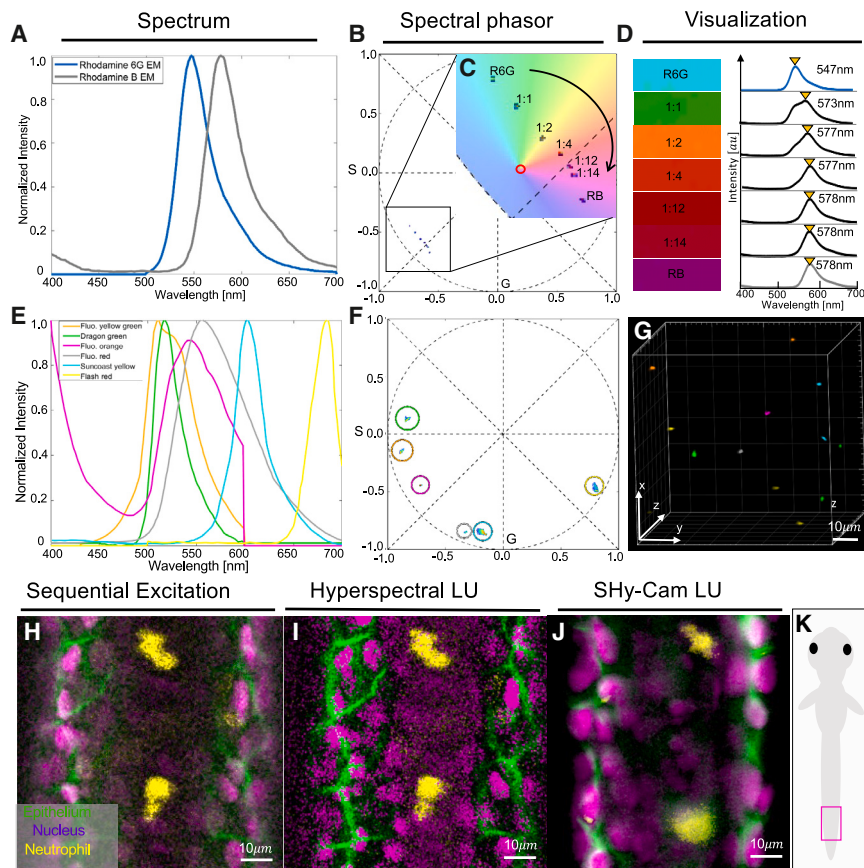 Spectrum
Spectral phasor
Visualization
A
Rhodamine 6G EM
Rhodamine B EM
Normalized Intensity
1.0
0.8
0.6
0.4
0.2
0
400 450 500 550 600 650 700
Wavelength [nm]
B
1.0
0.5
S 0.0
-0.5
-1.0
-1.0 -0.5 0.0 0.5 1.0
G
C
R6G
1:1
1:2
1:4
1:12
1:14
RB
D
R6G
1:1
1:2
1:4
1:12
1:14
RB
Intensity [au]
547nm
573nm
577nm
577nm
578nm
578nm
578nm
400 500 600 700
Wavelength [nm]
E
Fluo. yellow green
Dragon green
Fluo. orange
Fluo. red
Suncoast yellow
Flash red
Normalized Intensity
1.0
0.8
0.6
0.4
0.2
0
400 450 500 550 600 650 700
Wavelength [nm]
F
1.0
0.5
S 0.0
-0.5
-1.0
-1.0 -0.5 0.0 0.5 1.0
G
G
x
z
y
z
10μm
Sequential Excitation
Hyperspectral LU
SHy-Cam LU
H
Epithelium
Nucleus
Neutrophil
10μm
I
10μm
J
10μm
K